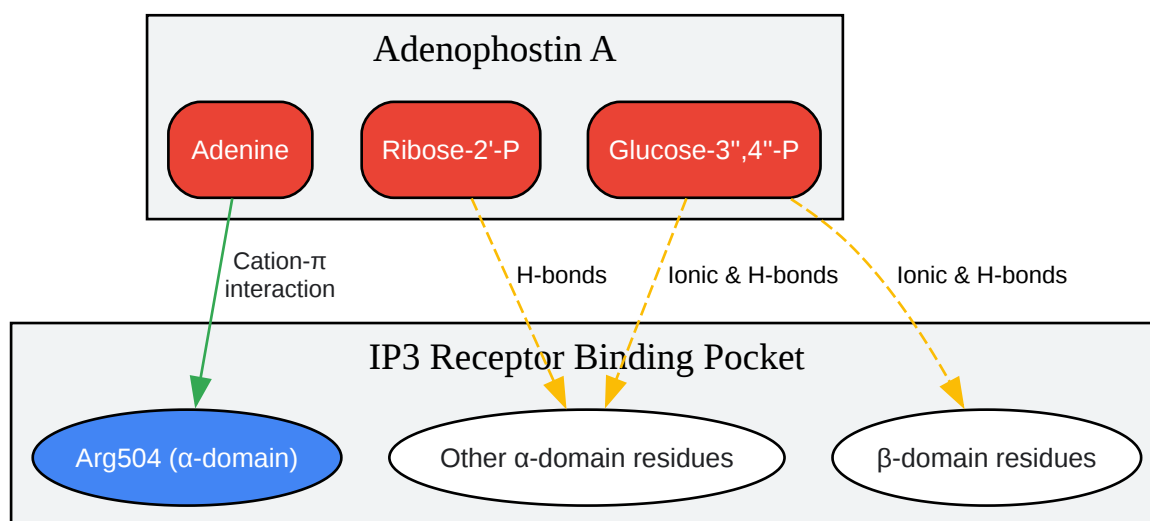 Adenophostin A
Adenine
Ribose-2'-P
Glucose-3",4"-P
Cation-π
interaction
H-bonds
Ionic & H-bonds
Ionic & H-bonds
IP3 Receptor Binding Pocket
Arg504 (α-domain)
Other α-domain residues
β-domain residues